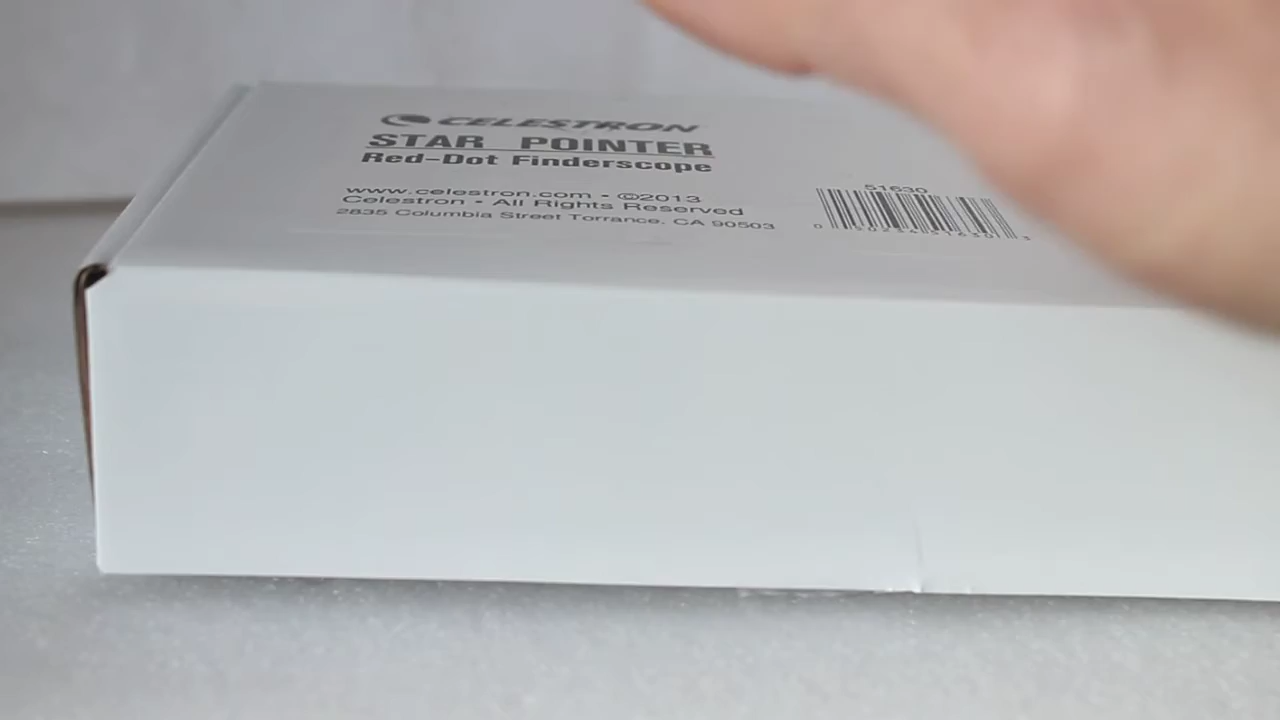 CELESTRON
STAR POINTER
Red-Dot Finderscope
www.celestron.com • ©2013
Celestron • All Rights Reserved
2835 Columbia Street Torrance, CA 90503
51630